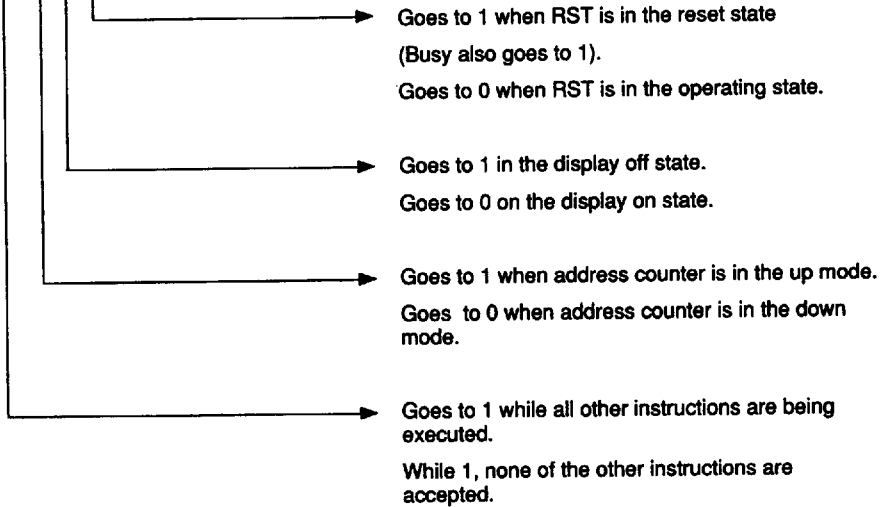 Goes to 1 when RST is in the reset state
(Busy also goes to 1).
Goes to 0 when RST is in the operating state.
Goes to 1 in the display off state.
Goes to 0 on the display on state.
Goes to 1 when address counter is in the up mode.
Goes to 0 when address counter is in the down
mode.
Goes to 1 while all other instructions are being
executed.
While 1, none of the other instructions are
accepted.